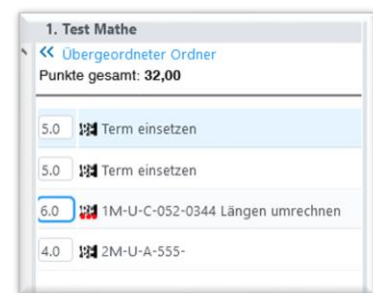 1. Test Mathe
Übergeordneter Ordner
Punkte gesamt: 32,00
5.0 Term einsetzen
5.0 Term einsetzen
6.0 1M-U-C-052-0344 Längen umrechnen
4.0 2M-U-A-555-